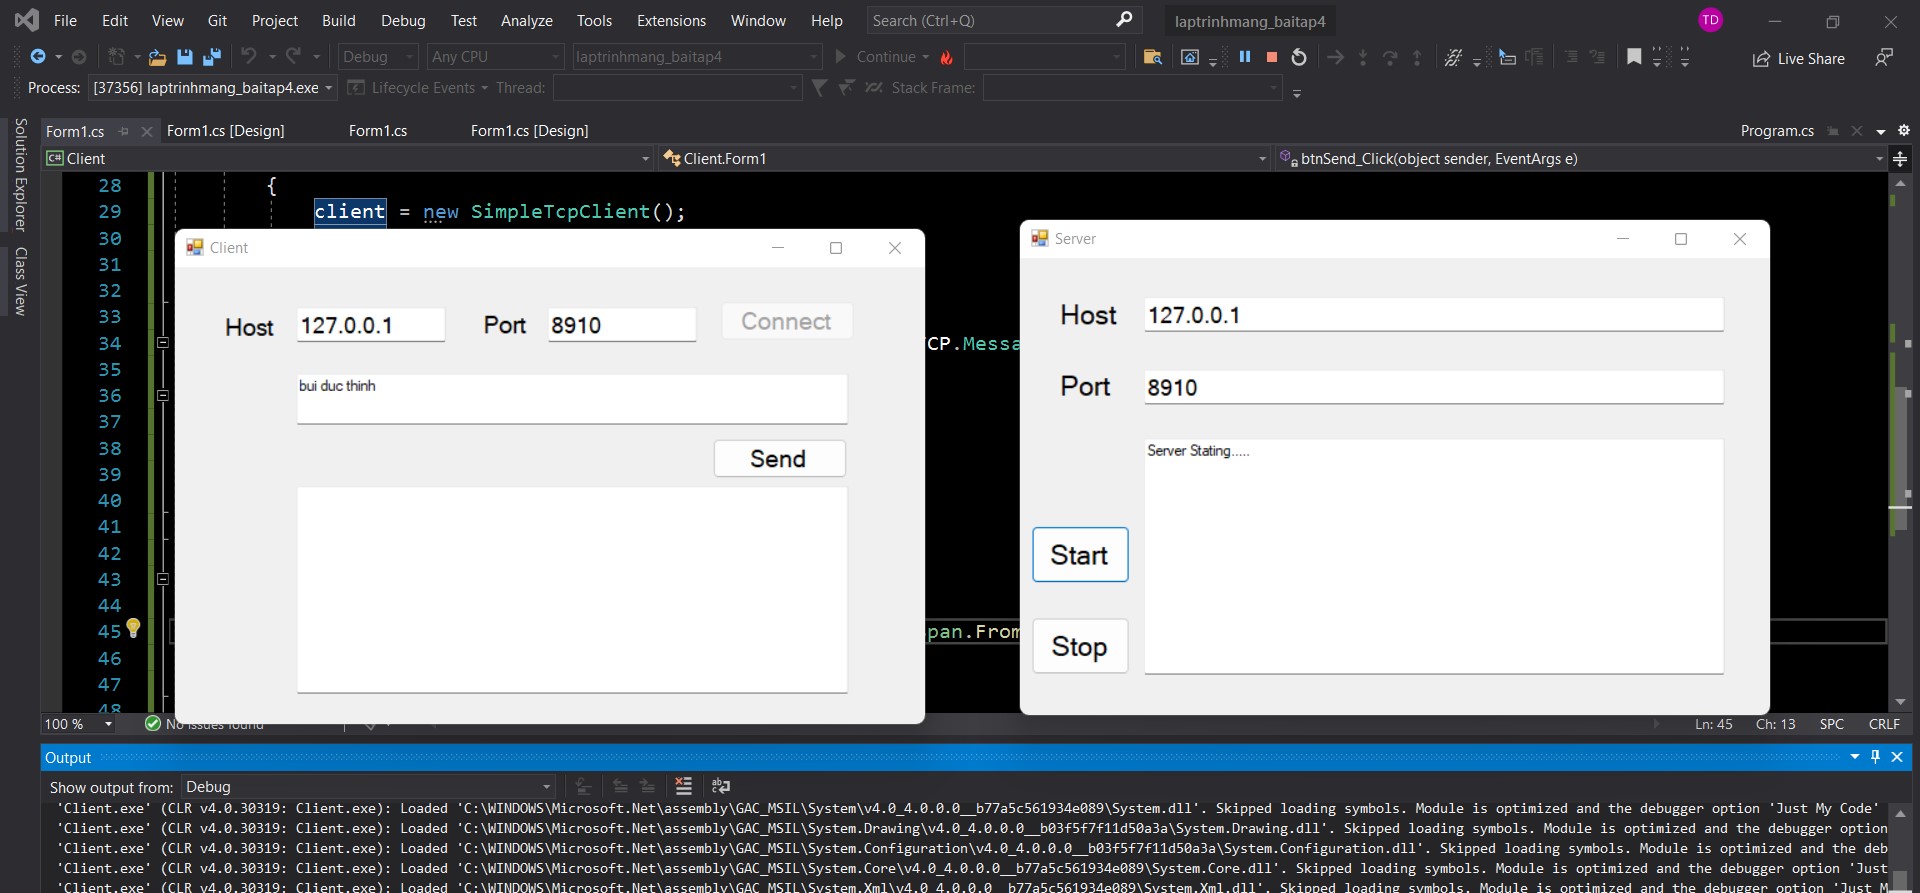 File Edit View Git Project Build Debug Test Analyze Tools Extensions Window Help Search (Ctrl+Q) laptrinhmang_baitap4 TD
Debug Any CPU laptrinhmang_baitap4 Continue Live Share
Process: [37356] laptrinhmang_baitap4.exe Lifecycle Events Thread: Stack Frame:
Solution Explorer
Class View
Form1.cs Form1.cs [Design] Form1.cs Form1.cs [Design] Program.cs
C# Client Client.Form1 btnSend_Click(object sender, EventArgs e)
28 {
29 client = new SimpleTcpClient();
30
31
32
33
34 CP.Messa
35
36
37
38
39
40
41
42
43
44
45 pan.From
46
47
48
Client
Host 127.0.0.1 Port 8910 Connect
bui duc thinh
Send
Server
Host 127.0.0.1
Port 8910
Server Stating.....
Start
Stop
100 % No issues found Ln: 45 Ch: 13 SPC CRLF
Output
Show output from: Debug
'Client.exe' (CLR v4.0.30319: Client.exe): Loaded 'C:\WINDOWS\Microsoft.Net\assembly\GAC_MSIL\System\v4.0_4.0.0.0__b77a5c561934e089\System.dll'. Skipped loading symbols. Module is optimized and the debugger option 'Just My Code'
'Client.exe' (CLR v4.0.30319: Client.exe): Loaded 'C:\WINDOWS\Microsoft.Net\assembly\GAC_MSIL\System.Drawing\v4.0_4.0.0.0__b03f5f7f11d50a3a\System.Drawing.dll'. Skipped loading symbols. Module is optimized and the debugger option
'Client.exe' (CLR v4.0.30319: Client.exe): Loaded 'C:\WINDOWS\Microsoft.Net\assembly\GAC_MSIL\System.Configuration\v4.0_4.0.0.0__b03f5f7f11d50a3a\System.Configuration.dll'. Skipped loading symbols. Module is optimized and the deb
'Client.exe' (CLR v4.0.30319: Client.exe): Loaded 'C:\WINDOWS\Microsoft.Net\assembly\GAC_MSIL\System.Core\v4.0_4.0.0.0__b77a5c561934e089\System.Core.dll'. Skipped loading symbols. Module is optimized and the debugger option 'Just
'Client.exe' (CLR v4.0.30319: Client.exe): Loaded 'C:\WINDOWS\Microsoft.Net\assembly\GAC_MSIL\System.Xml\v4.0_4.0.0.0__b77a5c561934e089\System.Xml.dll'. Skipped loading symbols. Module is optimized and the debugger option 'Just M